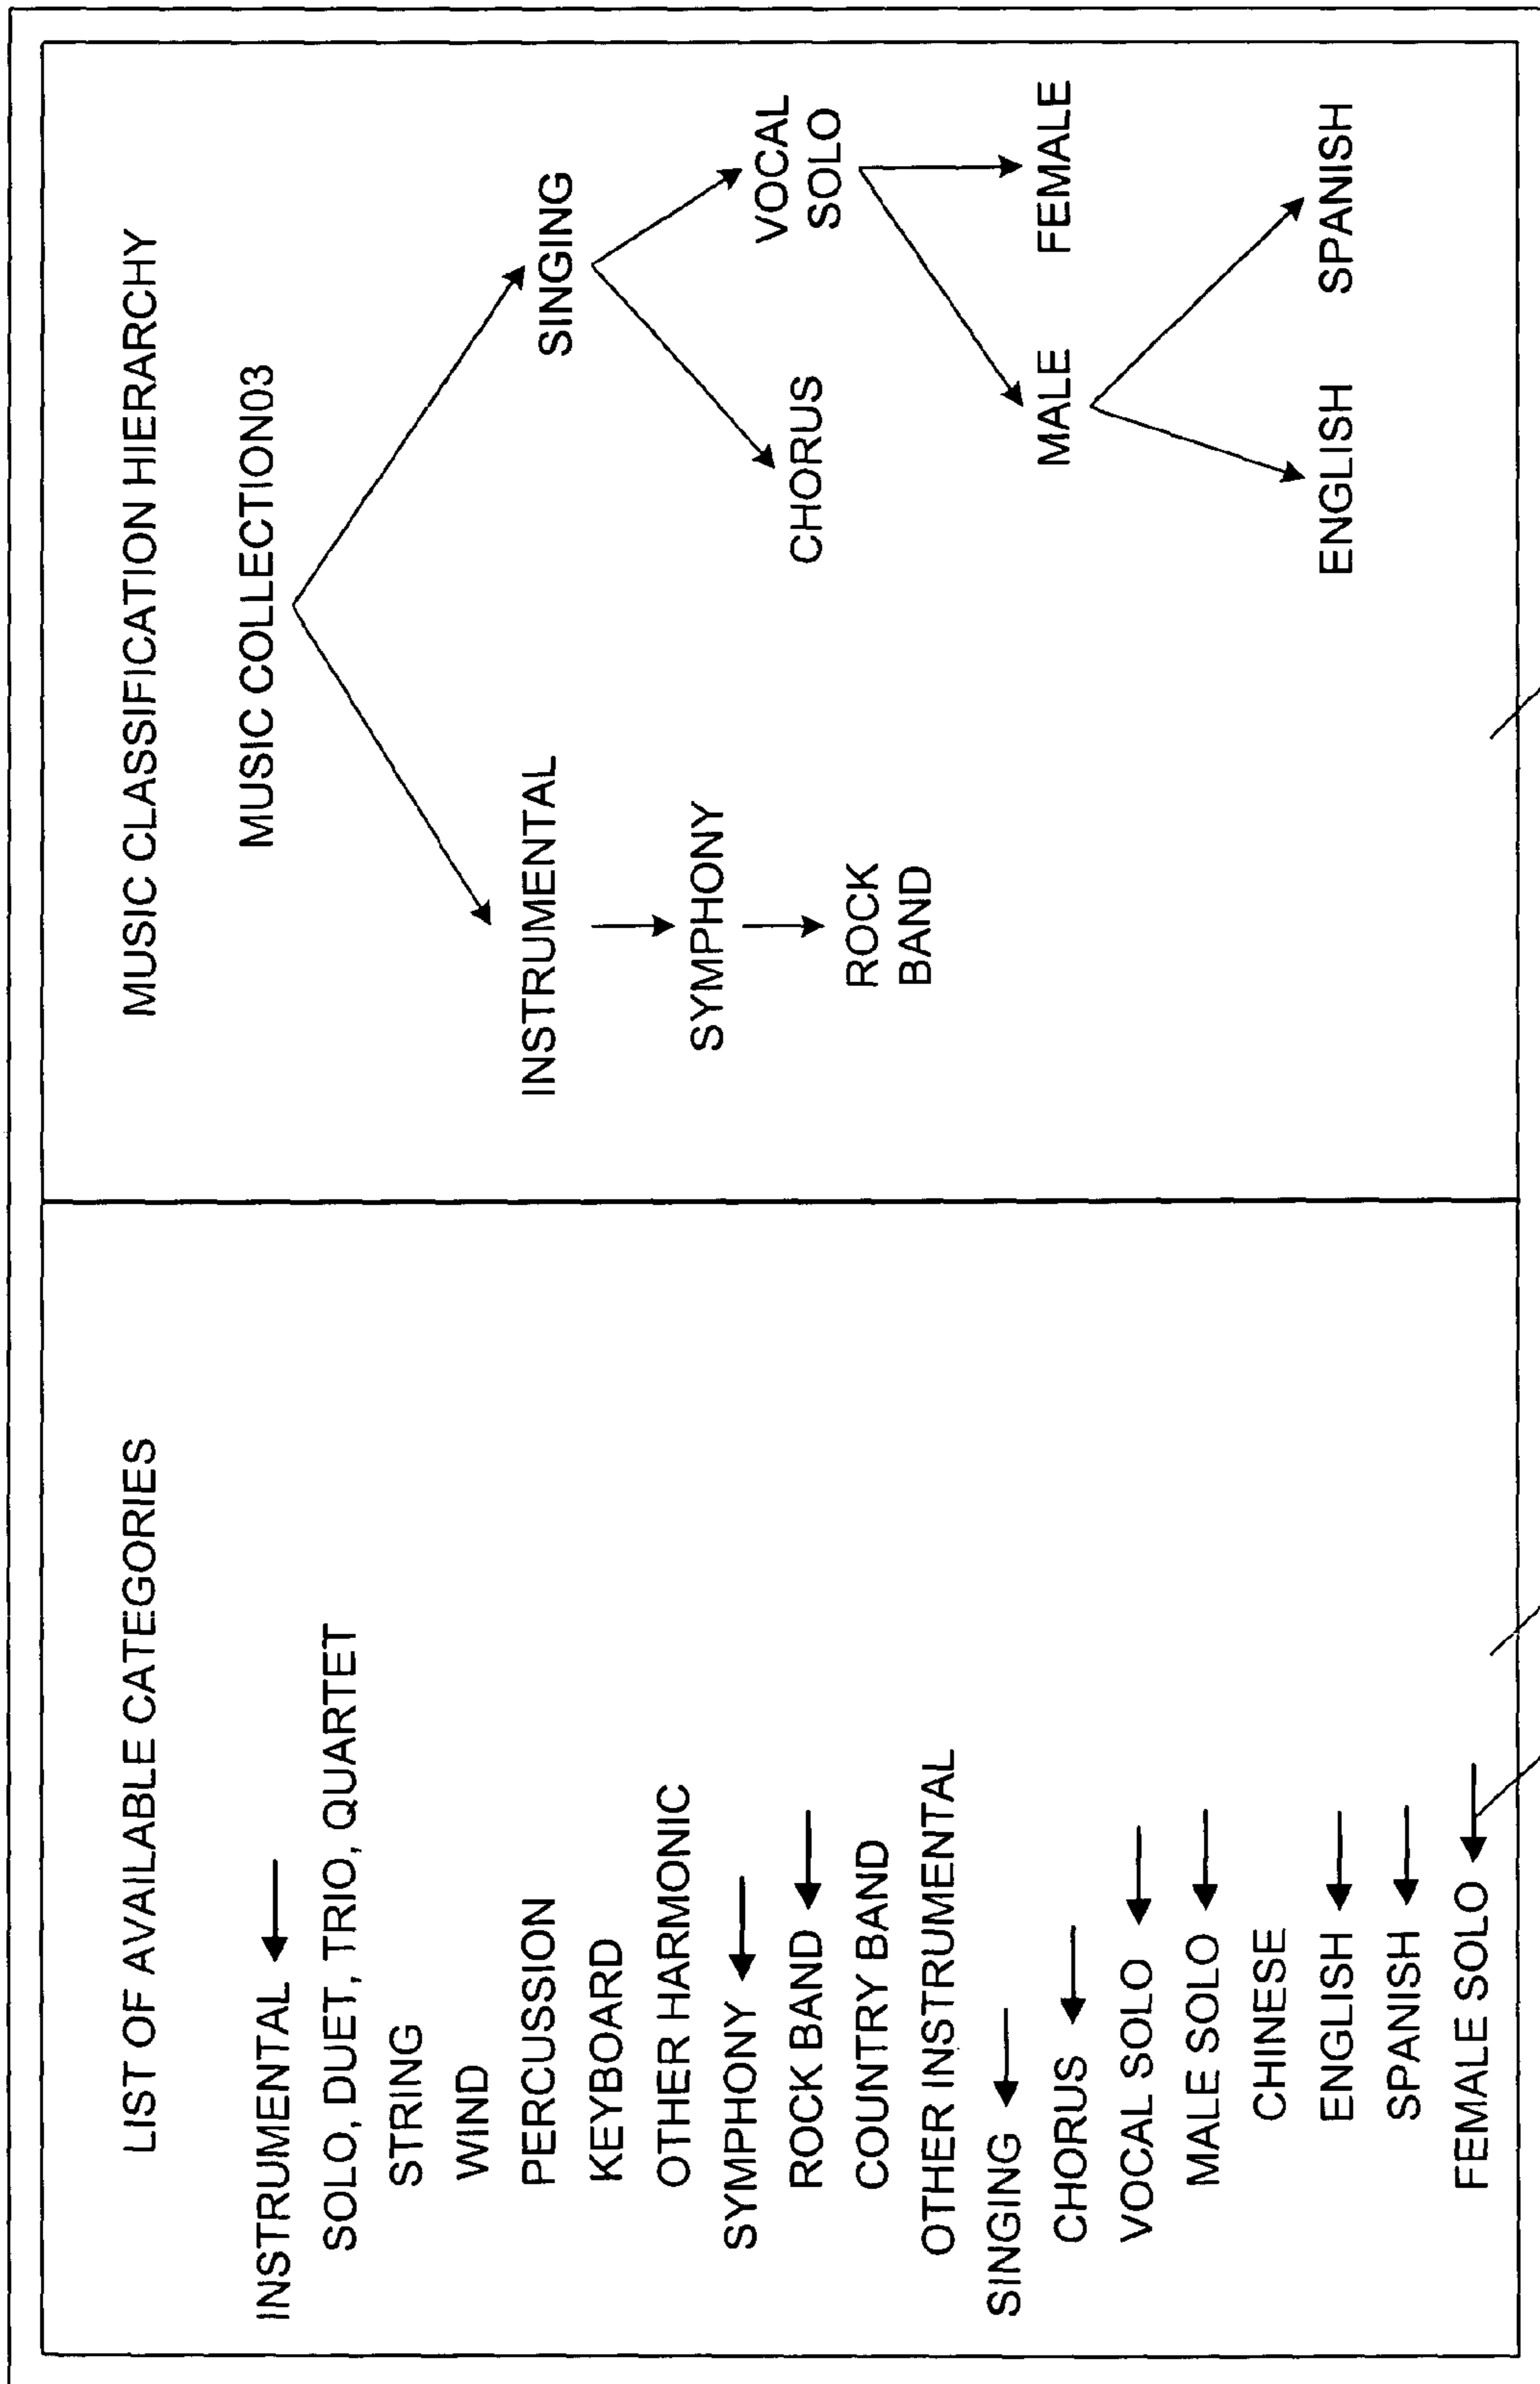 LIST OF AVAILABLE CATEGORIES
INSTRUMENTAL
SOLO, DUET, TRIO, QUARTET
STRING
WIND
PERCUSSION
KEYBOARD
OTHER HARMONIC
SYMPHONY
ROCK BAND
COUNTRY BAND
OTHER INSTRUMENTAL
SINGING
CHORUS
VOCAL SOLO
MALE SOLO
CHINESE
ENGLISH
SPANISH
FEMALE SOLO
MUSIC CLASSIFICATION HIERARCHY
MUSIC COLLECTION03
INSTRUMENTAL
SINGING
SYMPHONY
CHORUS
VOCAL
SOLO
ROCK
BAND
MALE
FEMALE
ENGLISH
SPANISH